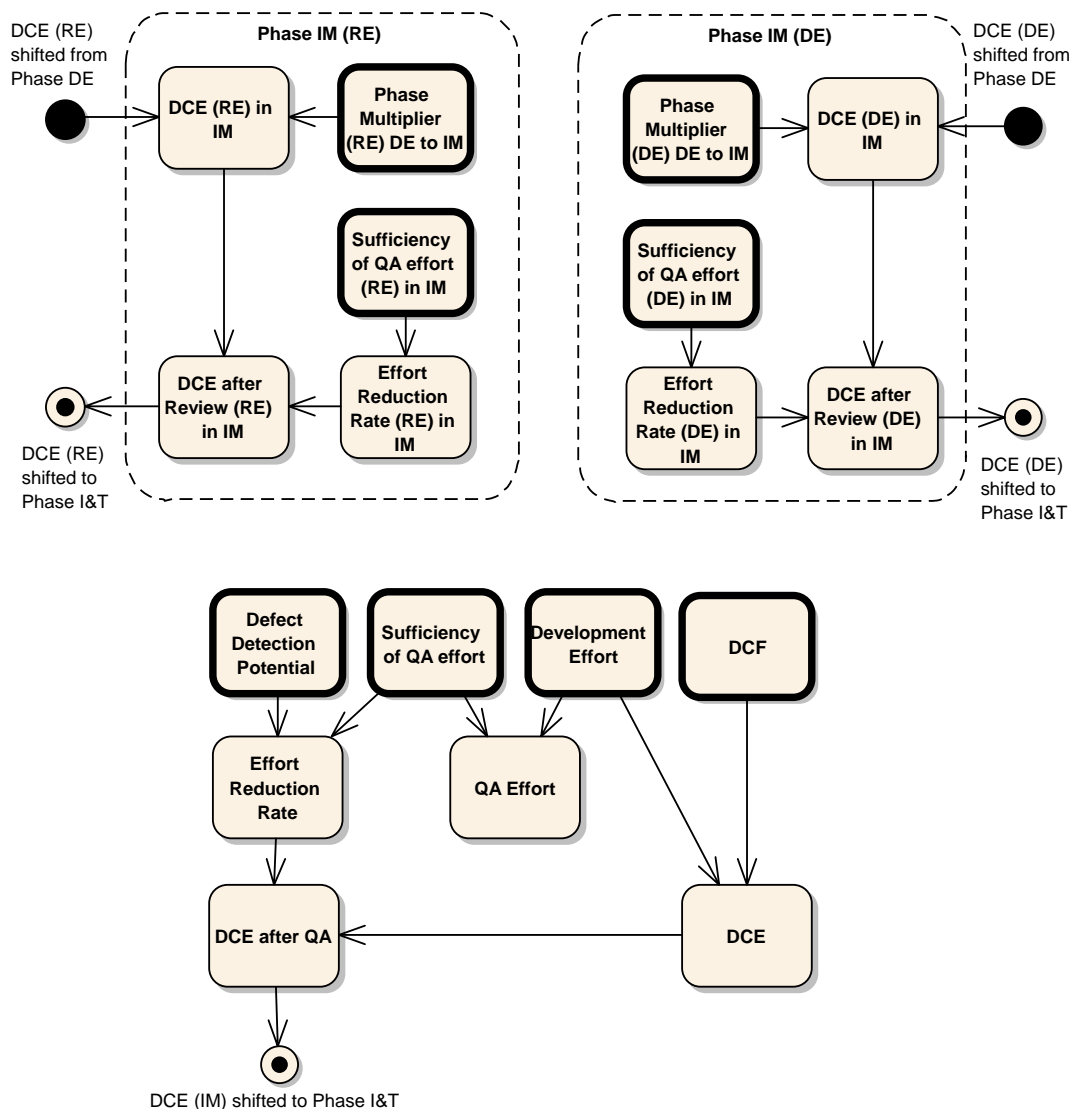 DCE (RE)
shifted from
Phase DE
Phase IM (RE)
DCE (RE) in
IM
Phase
Multiplier
(RE) DE to IM
Sufficiency
of QA effort
(RE) in IM
DCE after
Review (RE)
in IM
Effort
Reduction
Rate (RE) in
IM
DCE (RE)
shifted to
Phase I&T
Phase IM (DE)
DCE (DE)
shifted from
Phase DE
Phase
Multiplier
(DE) DE to IM
DCE (DE) in
IM
Sufficiency
of QA effort
(DE) in IM
Effort
Reduction
Rate (DE) in
IM
DCE after
Review (DE)
in IM
DCE (DE)
shifted to
Phase I&T
Defect
Detection
Potential
Sufficiency
of QA effort
Development
Effort
DCF
Effort
Reduction
Rate
QA Effort
DCE after QA
DCE
DCE (IM) shifted to Phase I&T